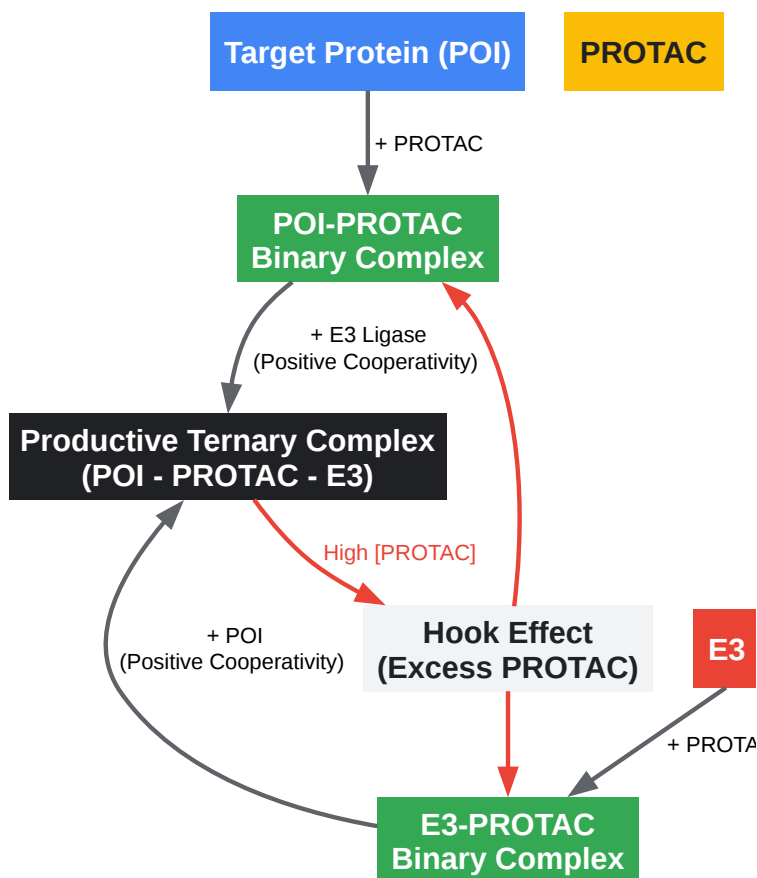 Target Protein (POI)
PROTAC
+ PROTAC
POI-PROTAC
Binary Complex
+ E3 Ligase
(Positive Cooperativity)
Productive Ternary Complex
(POI - PROTAC - E3)
High [PROTAC]
+ POI
(Positive Cooperativity)
Hook Effect
(Excess PROTAC)
E3
+ PROTA
E3-PROTAC
Binary Complex